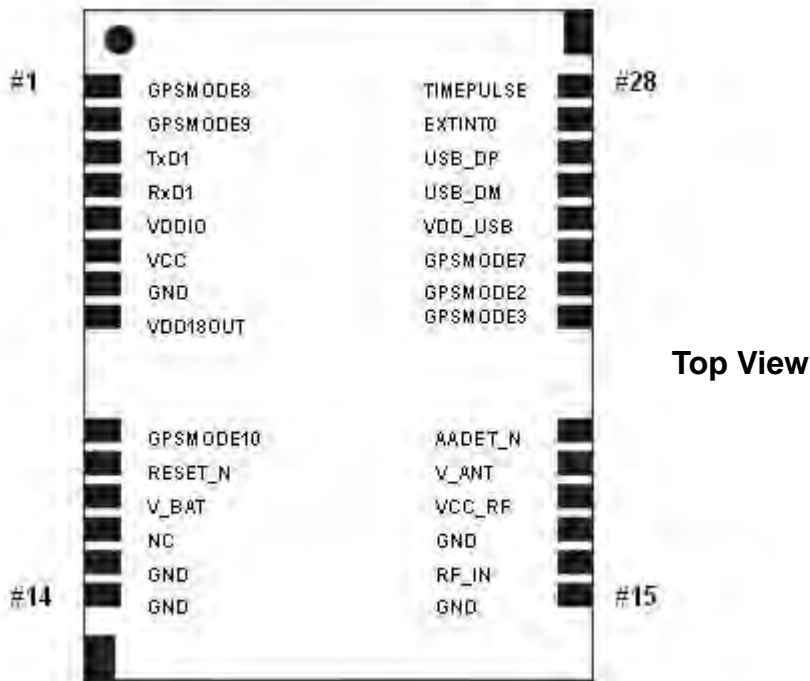 #1 GPSMODE8 TIMEPULSE #28
GPSMODE9 EXTINT0
TxD1 USB_DP
RxD1 USB_DM
VDDIO VDD_USB
VCC GPSMODE7
GND GPSMODE2
VDD18OUT GPSMODE3
Top View
GPSMODE10 AADET_N
RESET_N V_ANT
V_BAT VCC_RF
NC GND
GND RF_IN
#14 GND GND #15